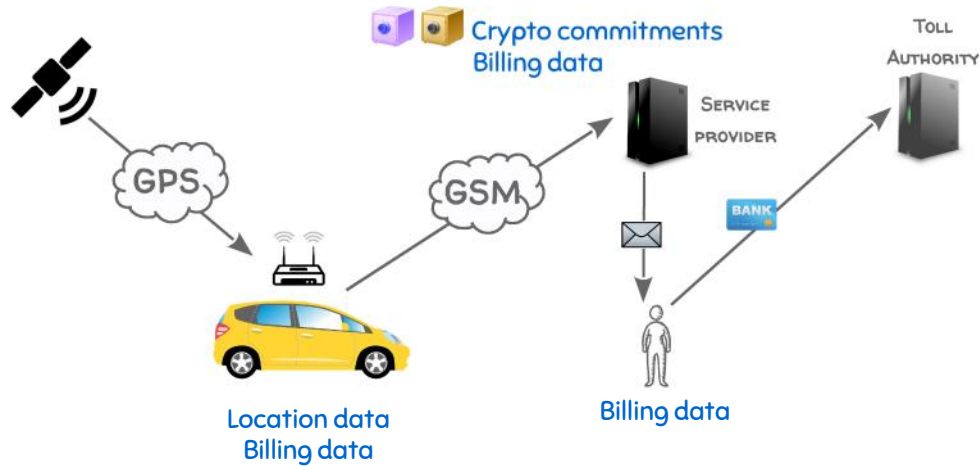 Crypto commitments
Billing data
TOLL
AUTHORITY
SERVICE
PROVIDER
GPS
GSM
BANK
Location data
Billing data
Billing data